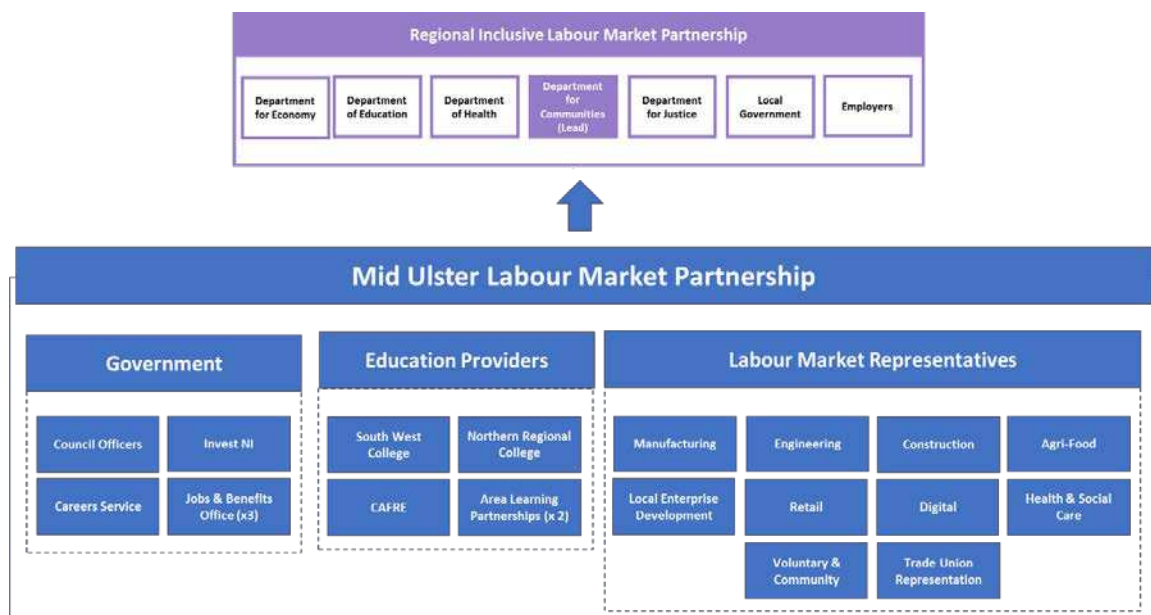 Regional Inclusive Labour Market Partnership
Department
for Economy
Department
of Education
Department
of Health
Department
for
Communities
(Lead)
Department
for Justice
Local
Government
Employers
Mid Ulster Labour Market Partnership
Government
Council Officers
Invest NI
Careers Service
Jobs & Benefits
Office (x3)
Education Providers
South West
College
Northern Regional
College
CAFRE
Area Learning
Partnerships (x 2)
Labour Market Representatives
Manufacturing
Engineering
Construction
Agri-Food
Local Enterprise
Development
Retail
Digital
Health & Social
Care
Voluntary &
Community
Trade Union
Representation